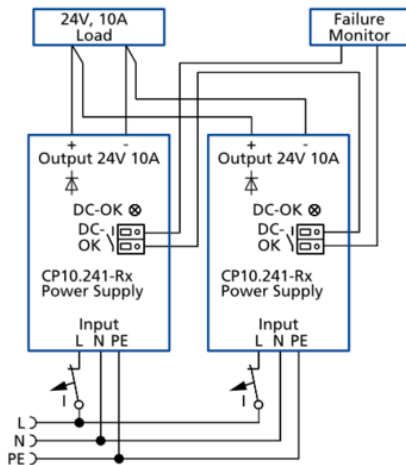 24V, 10A
Load
Failure
Monitor
+ -
Output 24V 10A
DC-OK
DC-
OK
CP10.241-Rx
Power Supply
Input
L N PE
I
+ -
Output 24V 10A
DC-OK
DC-
OK
CP10.241-Rx
Power Supply
Input
L N PE
I
L
N
PE